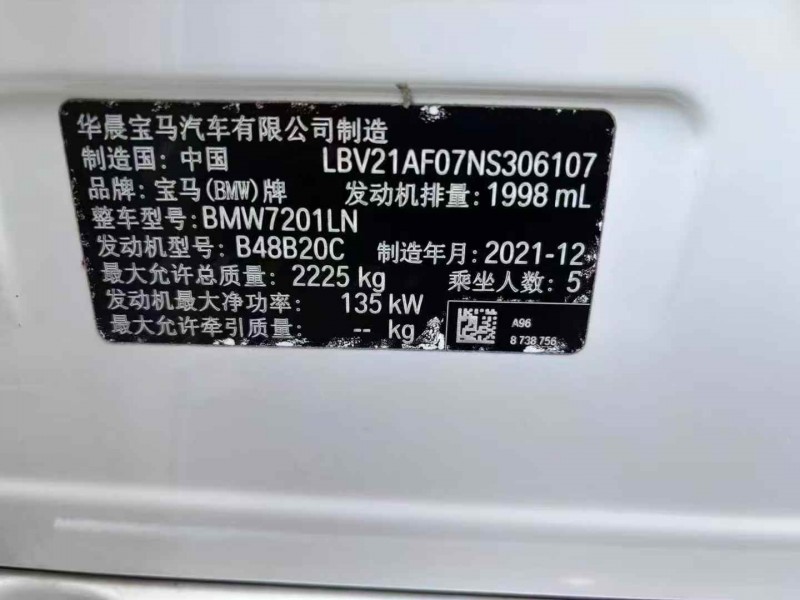 华晨宝马汽车有限公司制造
制造国: 中国 LBV21AF07NS306107
品牌: 宝马(BMW)牌 发动机排量: 1998 mL
整车型号: BMW7201LN
发动机型号: B48B20C 制造年月: 2021-12
最大允许总质量: 2225 kg 乘坐人数: 5
发动机最大净功率: 135 kW
最大允许牵引质量: -- kg
A96
8 738 756